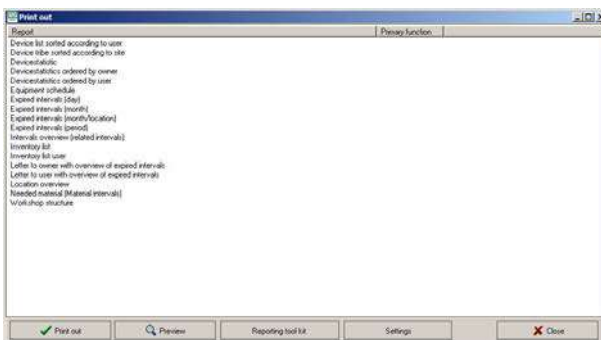 Print out
Report Primary function
Device list sorted according to user
Device tribe sorted according to site
Devicestatistic
Devicestatistics ordered by owner
Devicestatistics ordered by user
Equipment schedule
Expired intervals (day)
Expired intervals (month)
Expired intervals (month/location)
Expired intervals (period)
Intervals overview (related intervals)
Inventory list
Inventory list user
Letter to owner with overview of expired intervals
Letter to user with overview of expired intervals
Location overview
Needed material (Material intervals)
Workshop structure
Print out Preview Reporting tool kit Settings Close